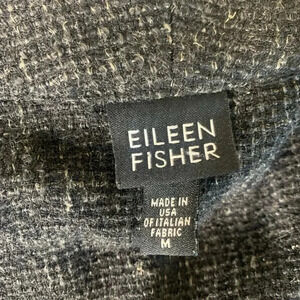 EILEEN
FISHER
MADE IN
USA
OF ITALIAN
FABRIC
M